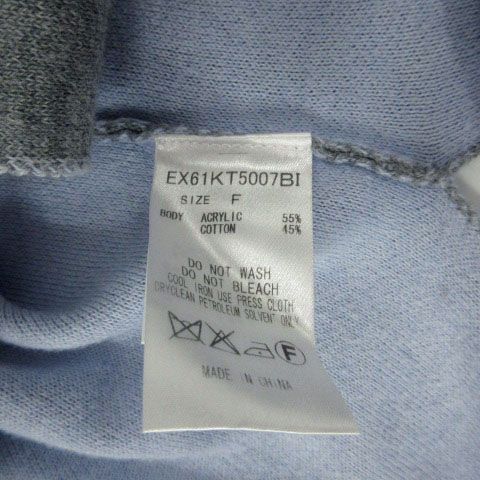 EX61KT5007BI
SIZE F
BODY ACRYLIC 55%
COTTON 45%
DO NOT WASH
DO NOT BLEACH
COOL IRON USE PRESS CLOTH
DRYCLEAN PETROLEUM SOLVENT ONLY
F
MADE IN CHINA